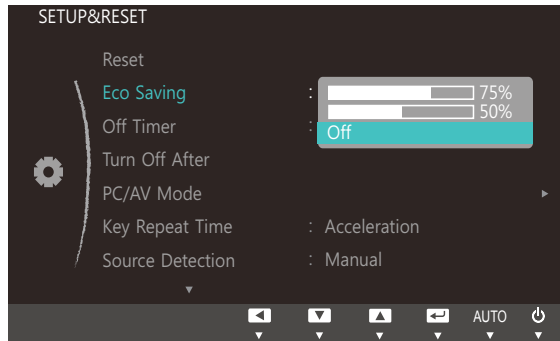 SETUP&RESET
Reset
Eco Saving :
75%
50%
Off Timer :
Off
Turn Off After
PC/AV Mode
Key Repeat Time : Acceleration
Source Detection : Manual
AUTO